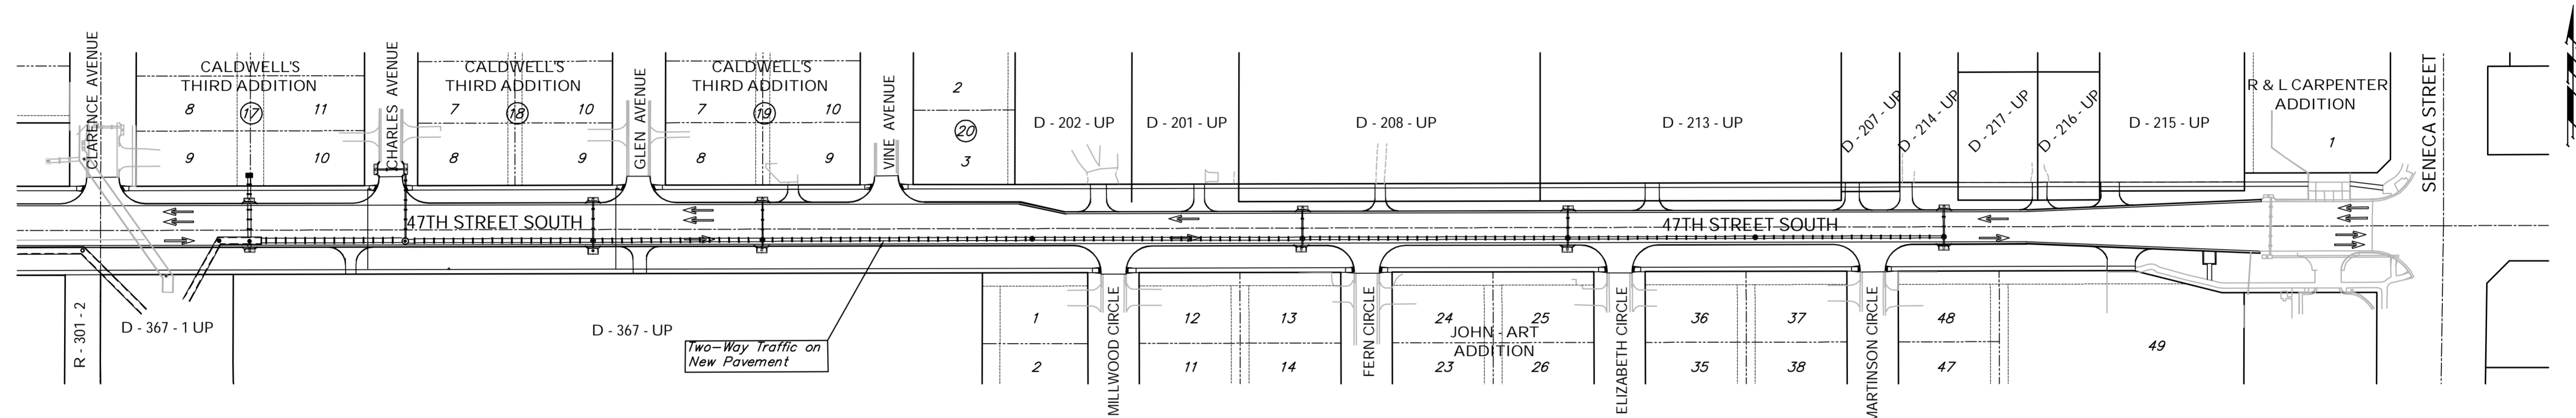 CLARENCE AVENUE
CALDWELL'S
THIRD ADDITION
8
17
11
9
10
CHARLES AVENUE
CALDWELL'S
THIRD ADDITION
7
18
10
8
9
GLEN AVENUE
CALDWELL'S
THIRD ADDITION
7
19
10
8
9
VINE AVENUE
2
20
3
D - 202 - UP
D - 201 - UP
D - 208 - UP
D - 213 - UP
D - 207 - UP
D - 214 - UP
D - 217 - UP
D - 216 - UP
D - 215 - UP
R & L CARPENTER
ADDITION
1
SENECA STREET
47TH STREET SOUTH
47TH STREET SOUTH
R - 301 - 2
D - 367 - 1 UP
D - 367 - UP
Two-Way Traffic on
New Pavement
1
2
MILLWOOD CIRCLE
12
13
11
14
FERN CIRCLE
24
25
JOHN - ART
ADDITION
23
26
ELIZABETH CIRCLE
36
37
35
38
MARTINSON CIRCLE
48
47
49